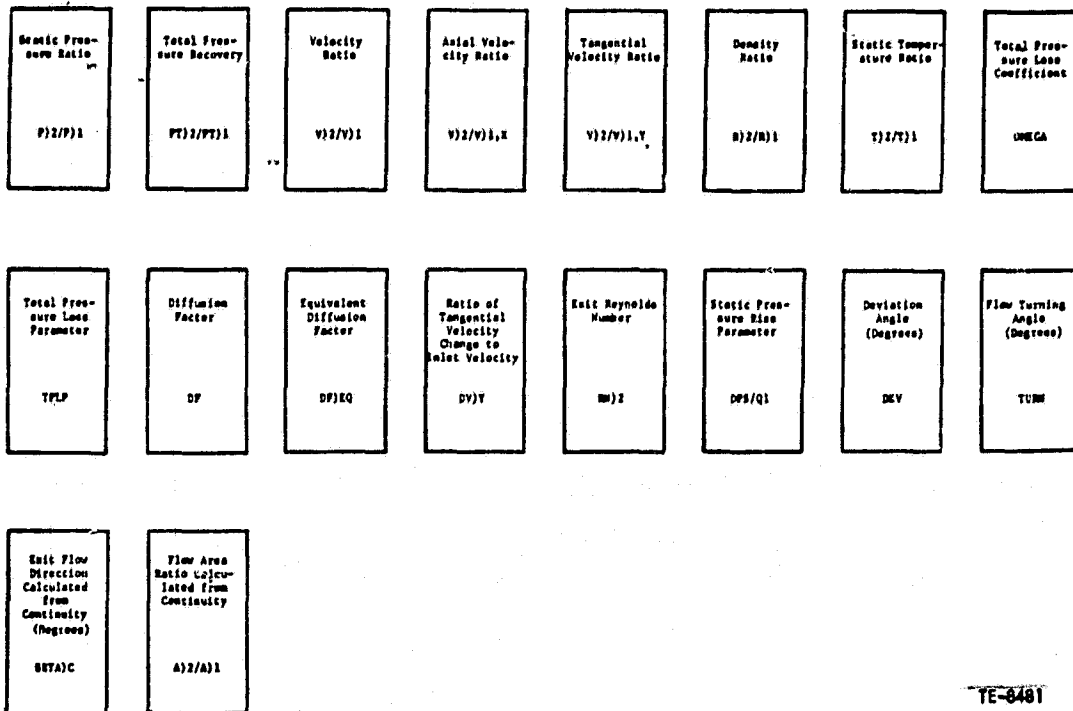 Static Pres-
sure Ratio
P)2/P)1
Total Pres-
sure Recovery
PT)2/PT)1
Velocity
Ratio
V)2/V)1
Axial Velo-
city Ratio
V)2/V)1,X
Tangential
Velocity Ratio
V)2/V)1,Y
Density
Ratio
R)2/R)1
Static Temper-
ature Ratio
T)2/T)1
Total Pres-
sure Loss
Coefficient
OMEGA
Total Pres-
sure Loss
Parameter
TPLP
Diffusion
Factor
DF
Equivalent
Diffusion
Factor
DF)EQ
Ratio of
Tangential
Velocity
Change to
Inlet Velocity
DV)Y
Exit Reynolds
Number
RN)2
Static Pres-
sure Rise
Parameter
DPS/Q1
Deviation
Angle
(Degrees)
DEV
Flow Turning
Angle
(Degrees)
TURN
Exit Flow
Direction
Calculated
from
Continuity
(Degrees)
BETA)C
Flow Area
Ratio Calcu-
lated from
Continuity
A)2/A)1
TE-8481